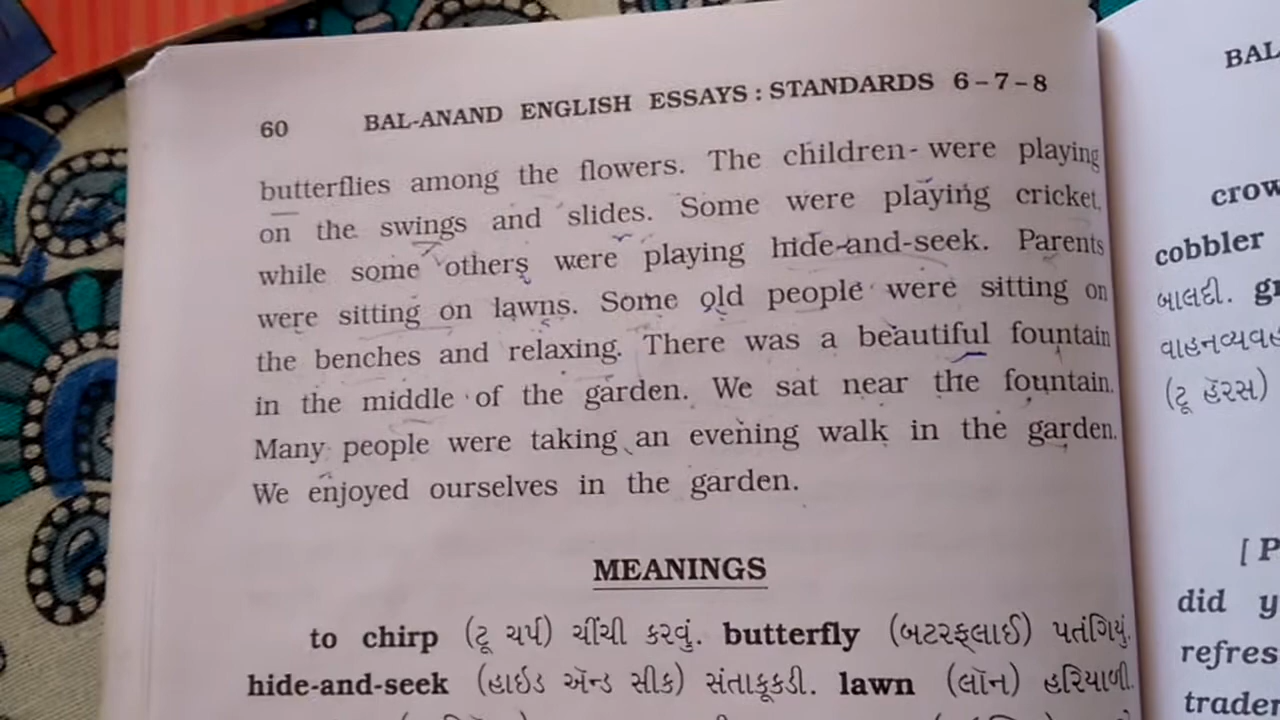 60 BAL-ANAND ENGLISH ESSAYS : STANDARDS 6 – 7 – 8
butterflies among the flowers. The children were playing
on the swings and slides. Some were playing cricket,
while some others were playing hide-and-seek. Parents
were sitting on lawns. Some old people were sitting on
the benches and relaxing. There was a beautiful fountain
in the middle of the garden. We sat near the fountain.
Many people were taking an evening walk in the garden.
We enjoyed ourselves in the garden.
MEANINGS
to chirp (ટૂ ચર્પ) ચીંચી કરવું. butterfly (બટરફ્લાઈ) પતંગિયું.
hide-and-seek (હાઇડ ઍન્ડ સીક) સંતાકૂકડી. lawn (લૉન) હરિયાળી.
BAL
crow
cobbler
બાલદી. gr
(ટૂ હૅરસ)
[ P
did y
refres
trader